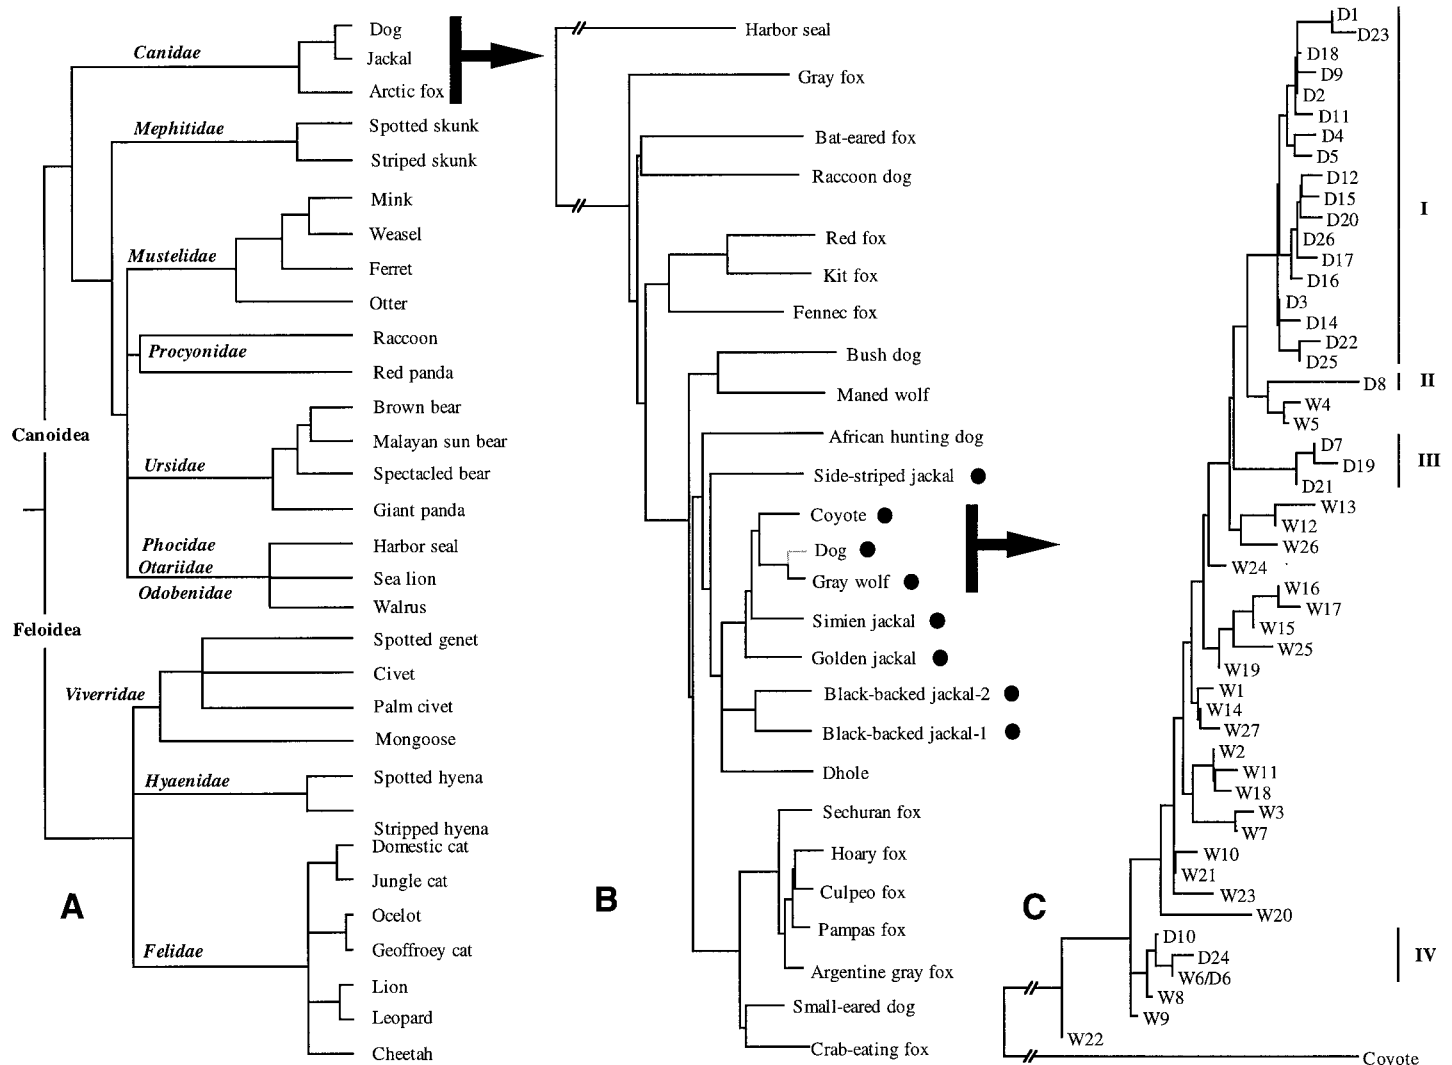 Canoidea
Feloidea
Canidae
Dog
Jackal
Arctic fox
Mephitidae
Spotted skunk
Striped skunk
Mustelidae
Mink
Weasel
Ferret
Otter
Procyonidae
Raccoon
Red panda
Ursidae
Brown bear
Malayan sun bear
Spectacled bear
Giant panda
Phocidae
Otariidae
Odobenidae
Harbor seal
Sea lion
Walrus
Viverridae
Spotted genet
Civet
Palm civet
Mongoose
Hyaenidae
Spotted hyena
Stripped hyena
Felidae
Domestic cat
Jungle cat
Ocelot
Geoffroey cat
Lion
Leopard
Cheetah
A
Harbor seal
Gray fox
Bat-eared fox
Raccoon dog
Red fox
Kit fox
Fennec fox
Bush dog
Maned wolf
African hunting dog
Side-striped jackal
Coyote
Dog
Gray wolf
Simien jackal
Golden jackal
Black-backed jackal-2
Black-backed jackal-1
Dhole
Sechuran fox
Hoary fox
Culpeo fox
Pampas fox
Argentine gray fox
Small-eared dog
Crab-eating fox
B
D1
D23
D18
D9
D2
D11
D4
D5
D12
D15
D20
D26
D17
D16
D3
D14
D22
D25
I
D8
II
W4
W5
D7
D19
D21
III
W13
W12
W26
W24
W16
W17
W15
W25
W19
W1
W14
W27
W2
W11
W18
W3
W7
W10
W21
W23
W20
D10
D24
W6/D6
IV
W8
W9
W22
Coyote
C